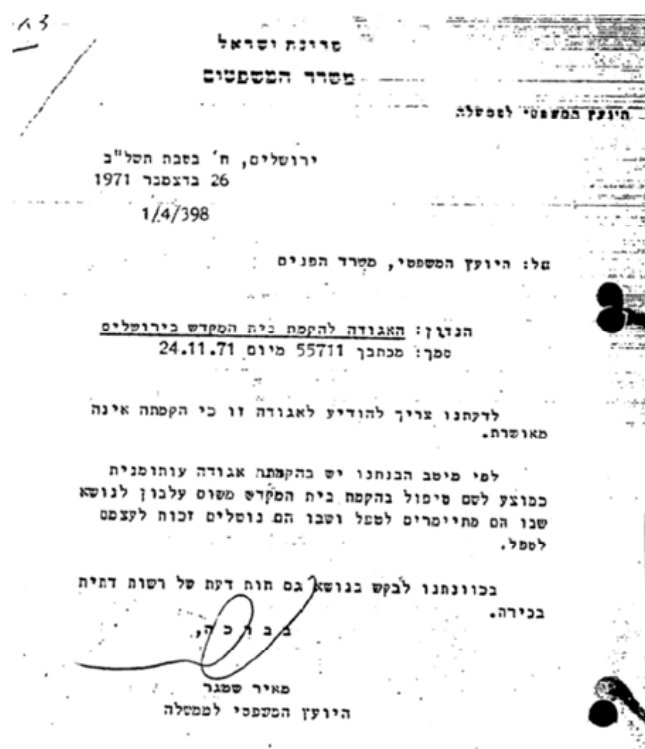 מדינת ישראל
משרד המשפטים
היועץ המשפטי לממשלה
ירושלים, ח' בטבת תשל"ב
26 בדצמבר 1971
1/4/398
אל: היועץ המשפטי, משרד הפנים
הנדון: האגודה להקמת בית המקדש בירושלים
סמך: מכתבך 55711 מיום 24.11.71
לדעתנו צריך להודיע לאגודה זו כי הקמתה אינה
מאושרת.
לפי מיטב הבנתנו יש בהקמתה אגודה עותומנית
כמוצע לשם טיפול בהקמת בית המקדש משום עלבון לנושא
שבו הם מתיימרים לטפל ושבו הם נוטלים זכות לעצמם
לטפל.
בכוונתנו לבקש בנושא גם חות דעת של רשות דתית
בכירה.
ב ב ר כ ה,
מאיר שמגר
היועץ המשפטי לממשלה